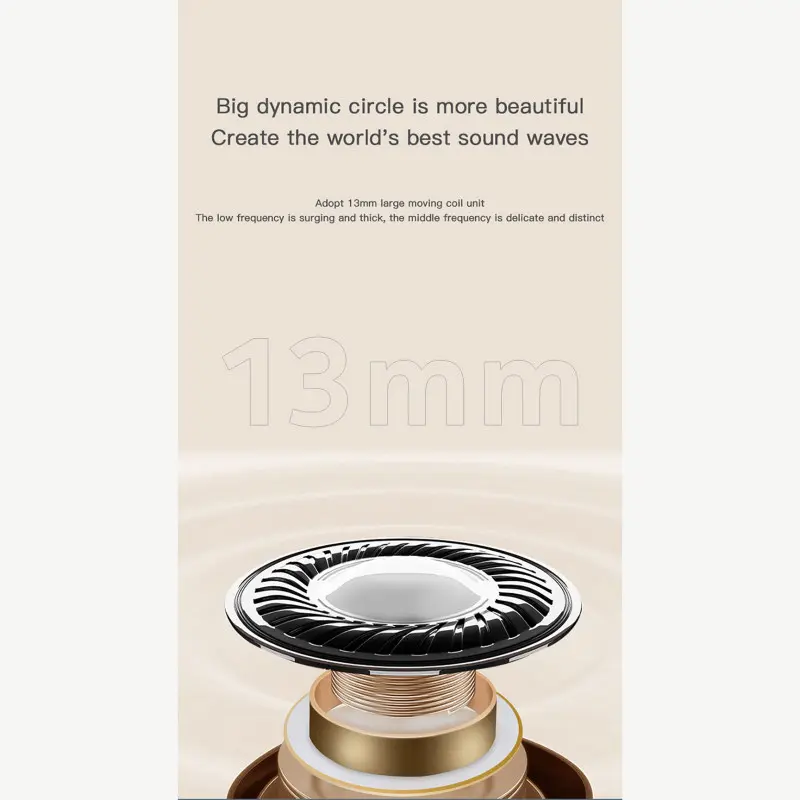 Big dynamic circle is more beautiful
Create the world's best sound waves
Adopt 13mm large moving coil unit
The low frequency is surging and thick, the middle frequency is delicate and distinct
13mm